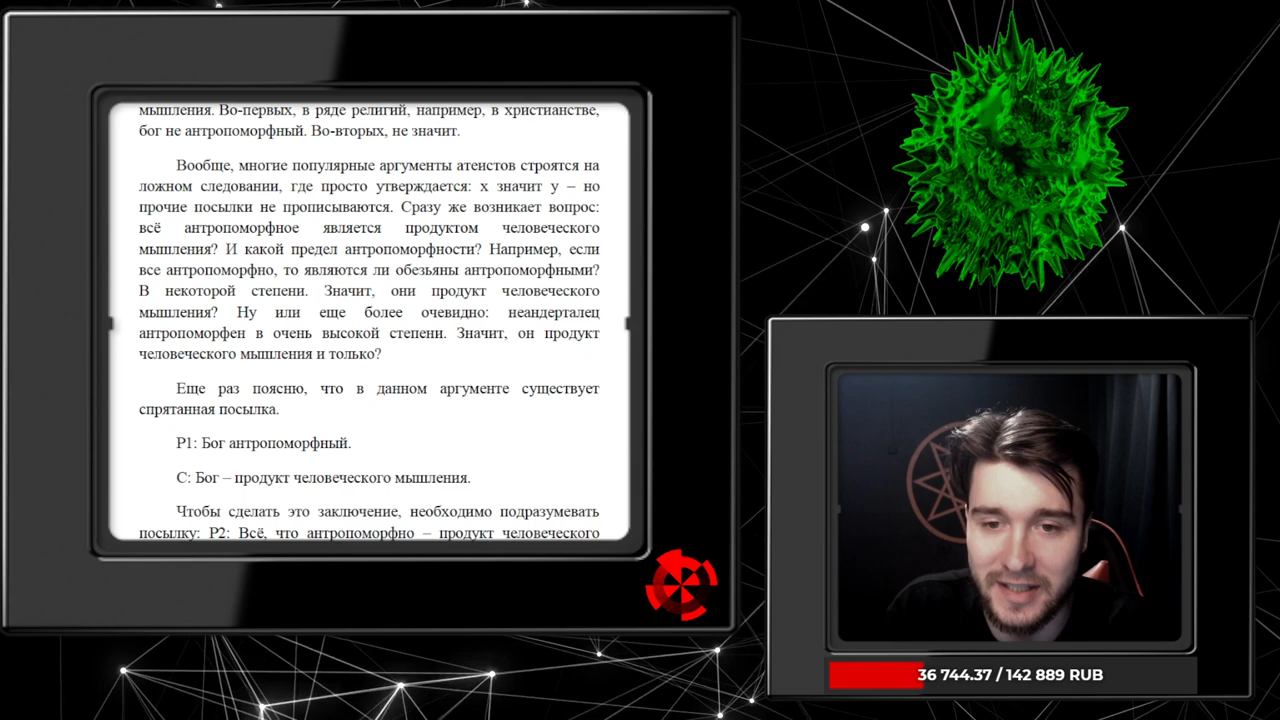 мышления. Во-первых, в ряде религий, например, в христианстве,
бог не антропоморфный. Во-вторых, не значит.
Вообще, многие популярные аргументы атеистов строятся на
ложном следовании, где просто утверждается: x значит y – но
прочие посылки не прописываются. Сразу же возникает вопрос:
всё антропоморфное является продуктом человеческого
мышления? И какой предел антропоморфности? Например, если
все антропоморфно, то являются ли обезьяны антропоморфными?
В некоторой степени. Значит, они продукт человеческого
мышления? Ну или еще более очевидно: неандерталец
антропоморфен в очень высокой степени. Значит, он продукт
человеческого мышления и только?
Еще раз поясню, что в данном аргументе существует
спрятанная посылка.
P1: Бог антропоморфный.
C: Бог – продукт человеческого мышления.
Чтобы сделать это заключение, необходимо подразумевать
посылку: P2: Всё, что антропоморфно – продукт человеческого
36 744.37 / 142 889 RUB